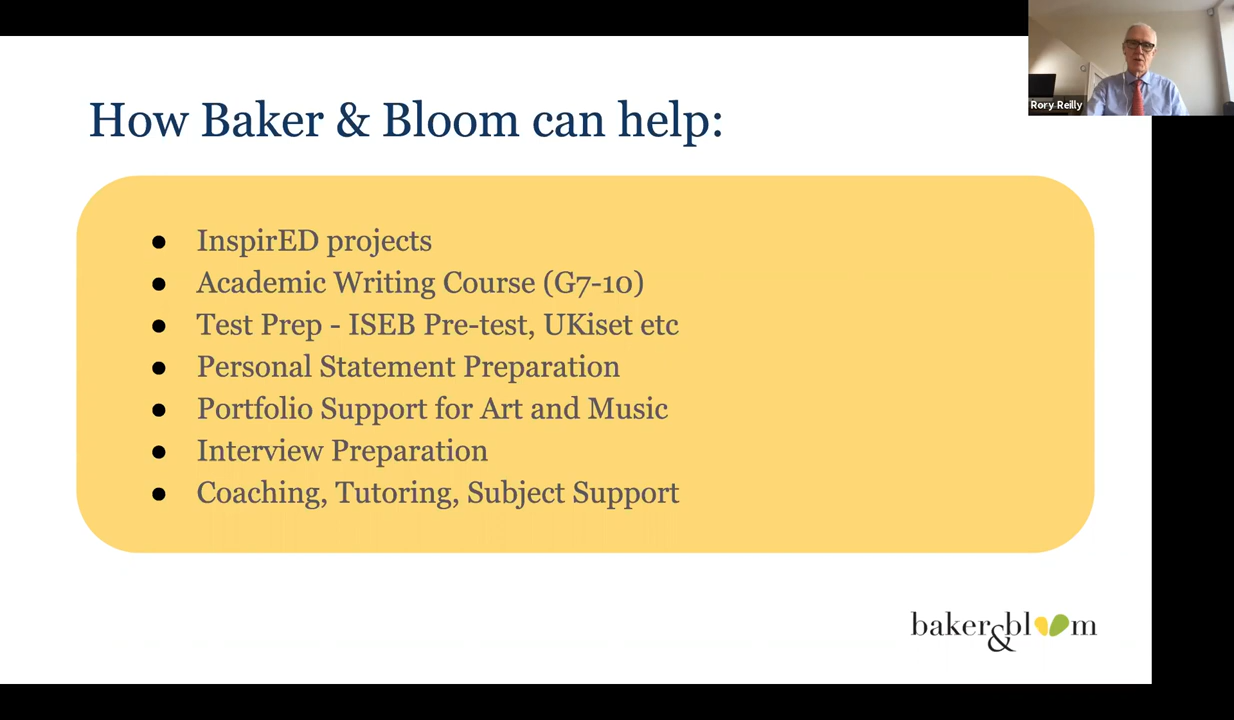 Rory Reilly
How Baker & Bloom can help:
● InspirED projects
● Academic Writing Course (G7-10)
● Test Prep - ISEB Pre-test, UKiset etc
● Personal Statement Preparation
● Portfolio Support for Art and Music
● Interview Preparation
● Coaching, Tutoring, Subject Support
baker&bloom